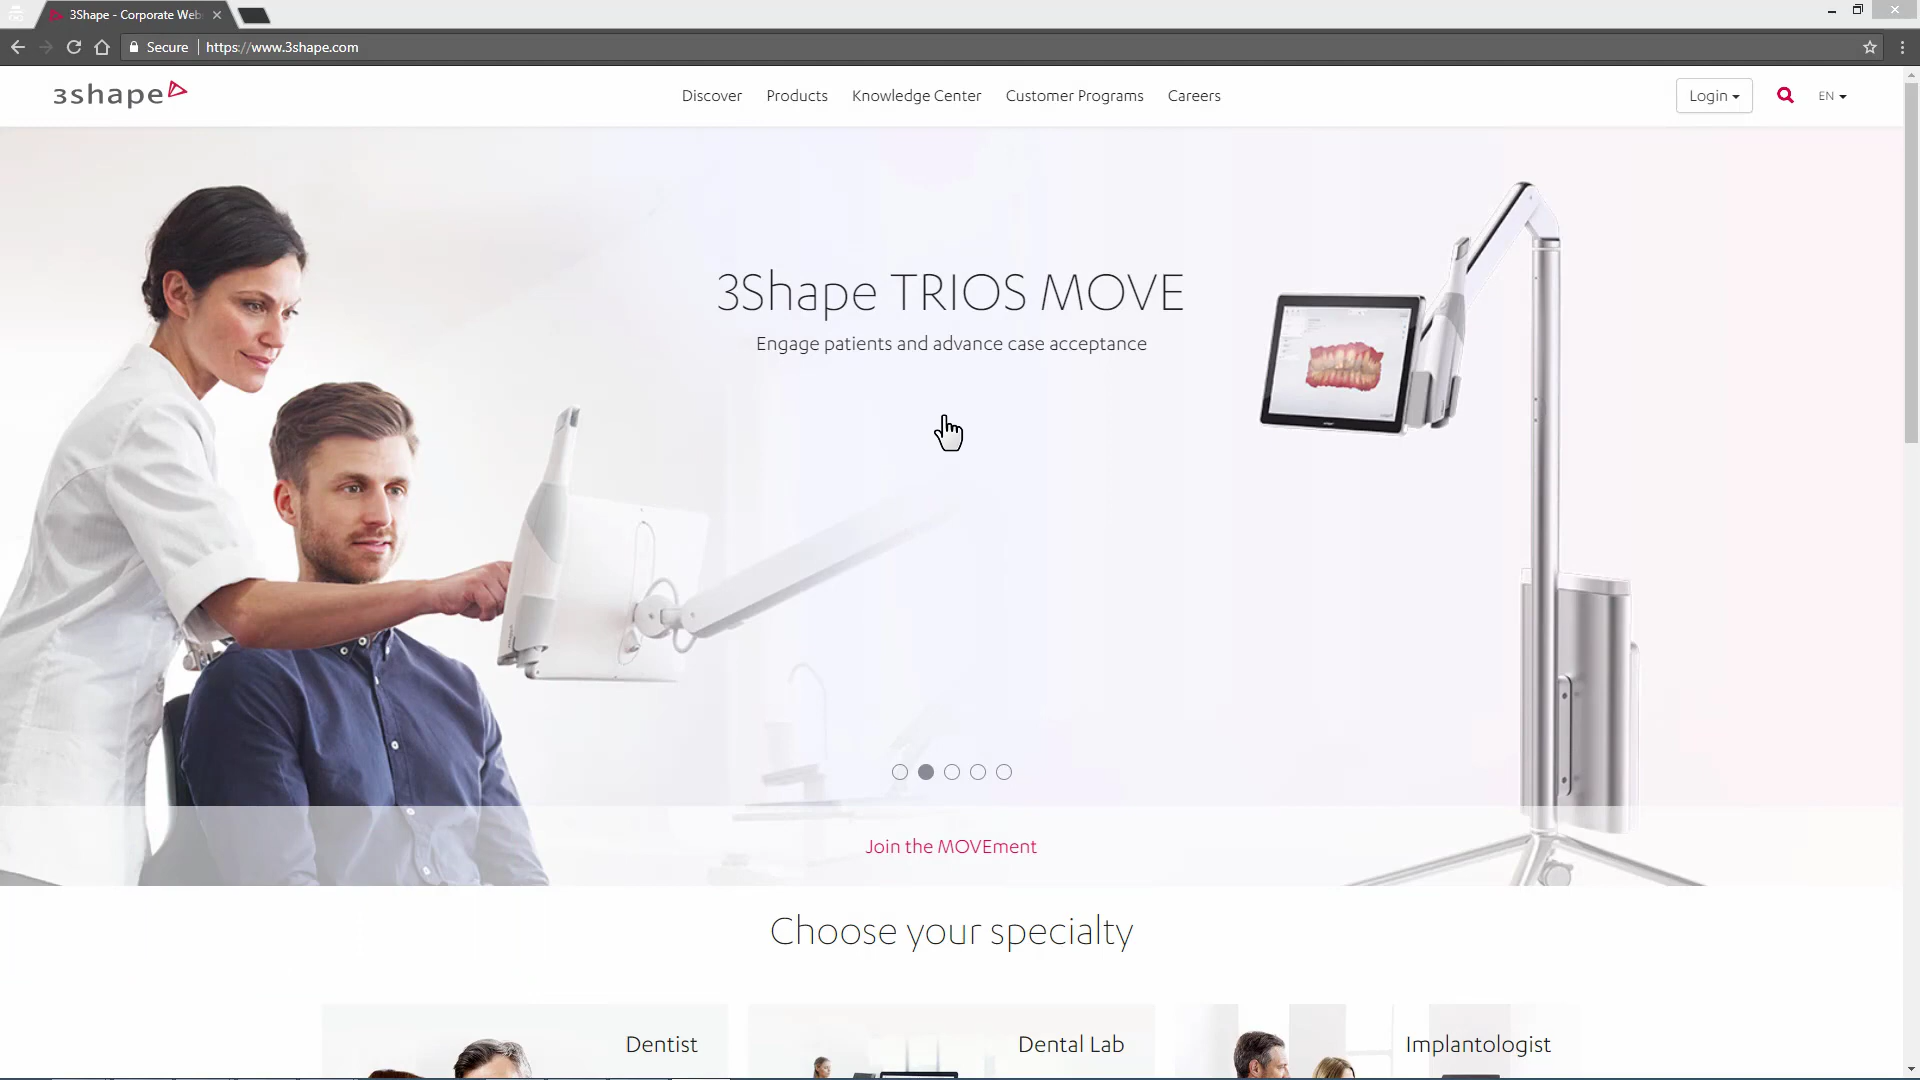 3Shape - Corporate Web
Secure
https://www.3shape.com
3shape
Discover
Products
Knowledge Center
Customer Programs
Careers
Login
EN
3Shape TRIOS MOVE
Engage patients and advance case acceptance
Join the MOVEment
Choose your specialty
Dentist
Dental Lab
Implantologist